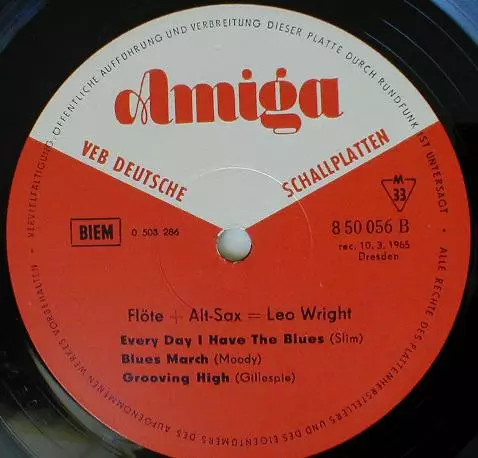 Amiga
VEB DEUTSCHE SCHALLPLATTEN
M
33
BIEM
0 503 286
8 50 056 B
rec. 10. 3. 1965
Dresden
Flöte + Alt-Sax = Leo Wright
Every Day I Have The Blues (Slim)
Blues March (Moody)
Grooving High (Gillespie)
VERVIELFÄLTIGUNG, ÖFFENTLICHE AUFFÜHRUNG UND VERBREITUNG DIESER PLATTE DURCH RUNDFUNK IST UNTERSAGT · ALLE RECHTE DES PLATTENHERSTELLERS UND DES EIGENTÜMERS DES AUFGENOMMENEN WERKES VORBEHALTEN ·